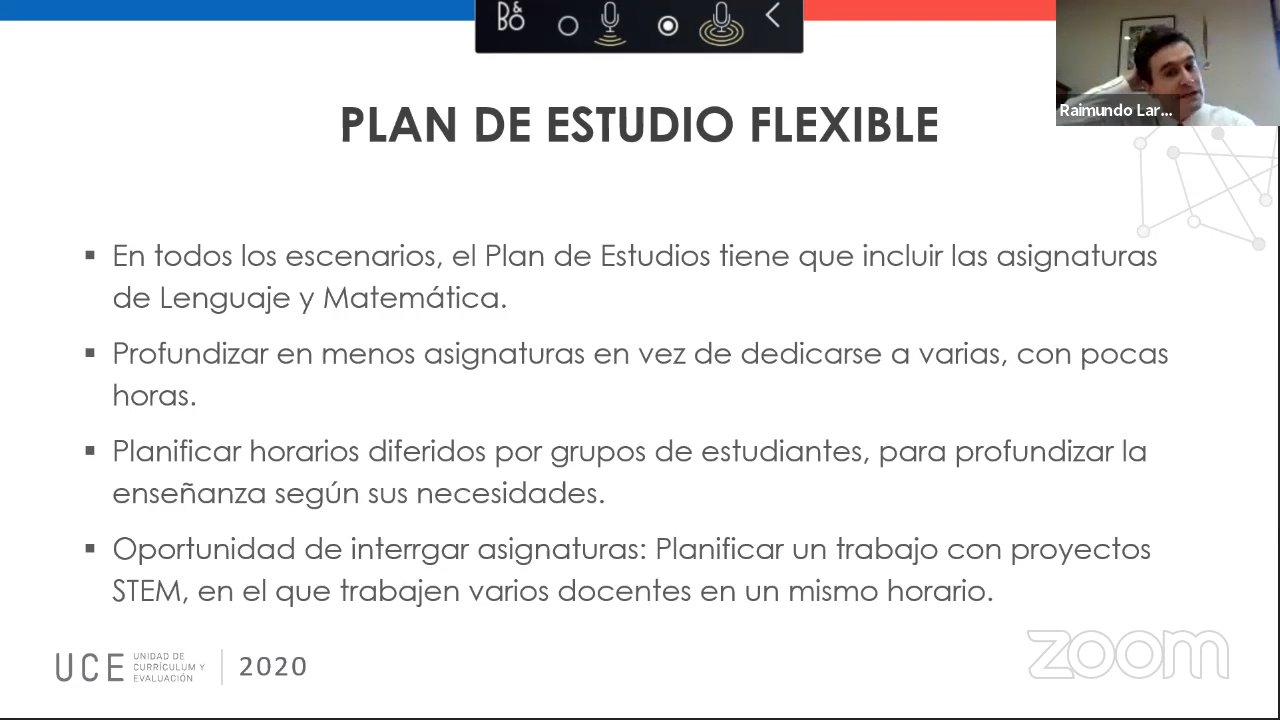 B&O
Raimundo Lar...
PLAN DE ESTUDIO FLEXIBLE
▪ En todos los escenarios, el Plan de Estudios tiene que incluir las asignaturas
de Lenguaje y Matemática.
▪ Profundizar en menos asignaturas en vez de dedicarse a varias, con pocas
horas.
▪ Planificar horarios diferidos por grupos de estudiantes, para profundizar la
enseñanza según sus necesidades.
▪ Oportunidad de interrgar asignaturas: Planificar un trabajo con proyectos
STEM, en el que trabajen varios docentes en un mismo horario.
UCE
UNIDAD DE
CURRÍCULUM Y
EVALUACIÓN
2020
zoom